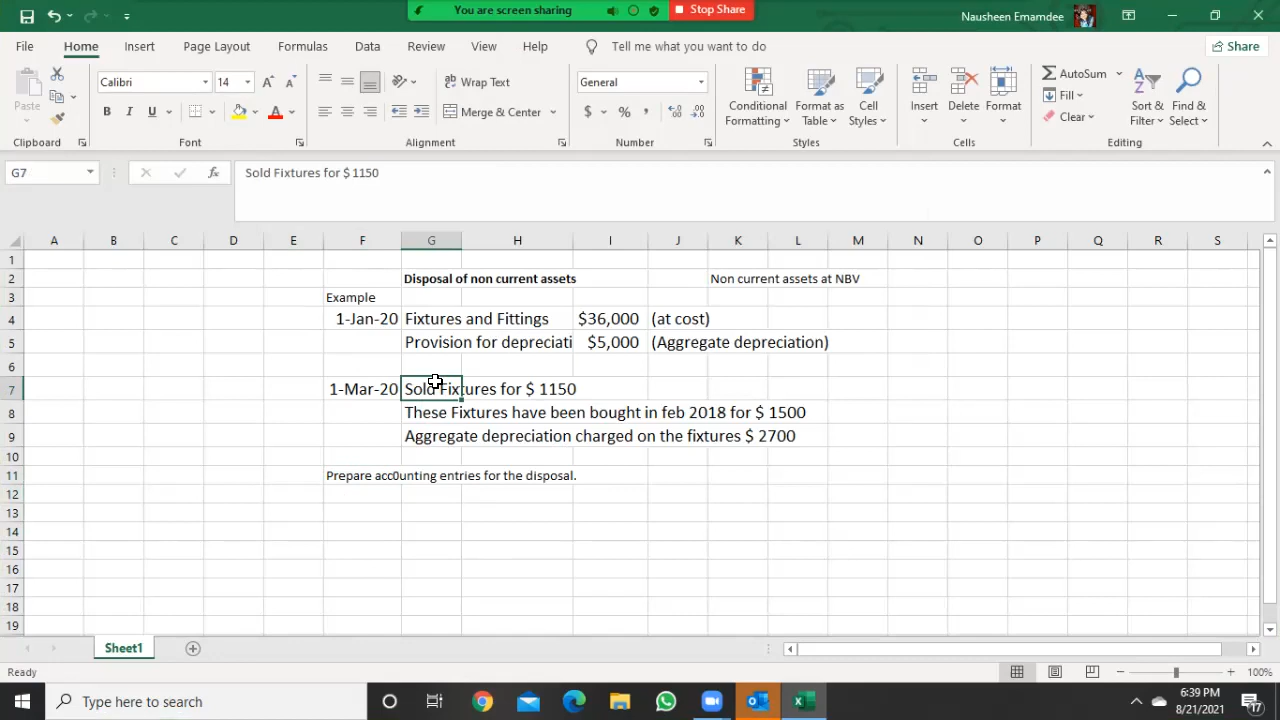 You are screen sharing
Stop Share
Nausheen Emamdee
File Home Insert Page Layout Formulas Data Review View Help Tell me what you want to do Share
Paste
Calibri 14
B I U
Wrap Text
Merge & Center
General
$ %
Conditional Formatting
Format as Table
Cell Styles
Insert Delete Format
AutoSum
Fill
Clear
Sort & Filter
Find & Select
Clipboard Font Alignment Number Styles Cells Editing
G7 fx Sold Fixtures for $ 1150
A B C D E F G H I J K L M N O P Q R S
1
2 Disposal of non current assets Non current assets at NBV
3 Example
4 1-Jan-20 Fixtures and Fittings $36,000 (at cost)
5 Provision for depreciati $5,000 (Aggregate depreciation)
6
7 1-Mar-20 Sold Fixtures for $ 1150
8 These Fixtures have been bought in feb 2018 for $ 1500
9 Aggregate depreciation charged on the fixtures $ 2700
10
11 Prepare acc0unting entries for the disposal.
12
13
14
15
16
17
18
19
Sheet1
Ready 100%
Type here to search
6:39 PM
8/21/2021
17